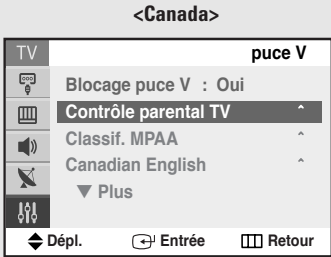 <Canada>
TV puce V
Blocage puce V : Oui
Contrôle parental TV
Classif. MPAA
Canadian English
▼ Plus
Dépl. Entrée Retour